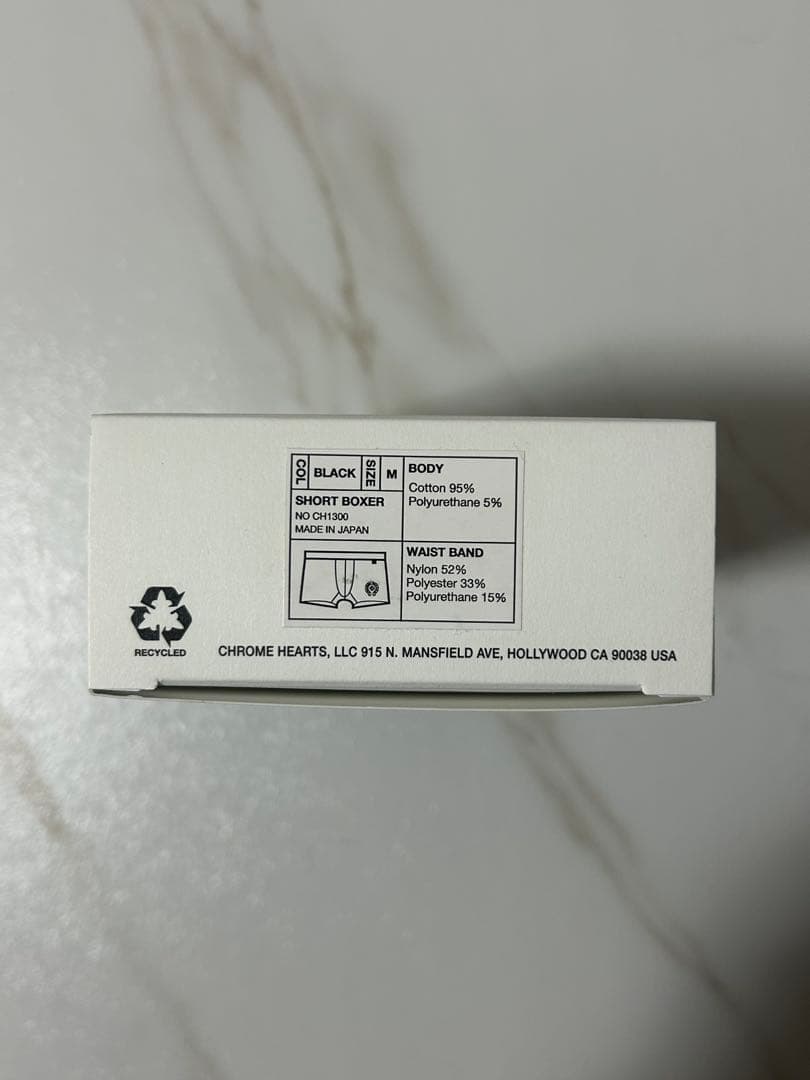 COL BLACK SIZE M
SHORT BOXER
NO CH1300
MADE IN JAPAN
BODY
Cotton 95%
Polyurethane 5%
WAIST BAND
Nylon 52%
Polyester 33%
Polyurethane 15%
RECYCLED
CHROME HEARTS, LLC 915 N. MANSFIELD AVE, HOLLYWOOD CA 90038 USA